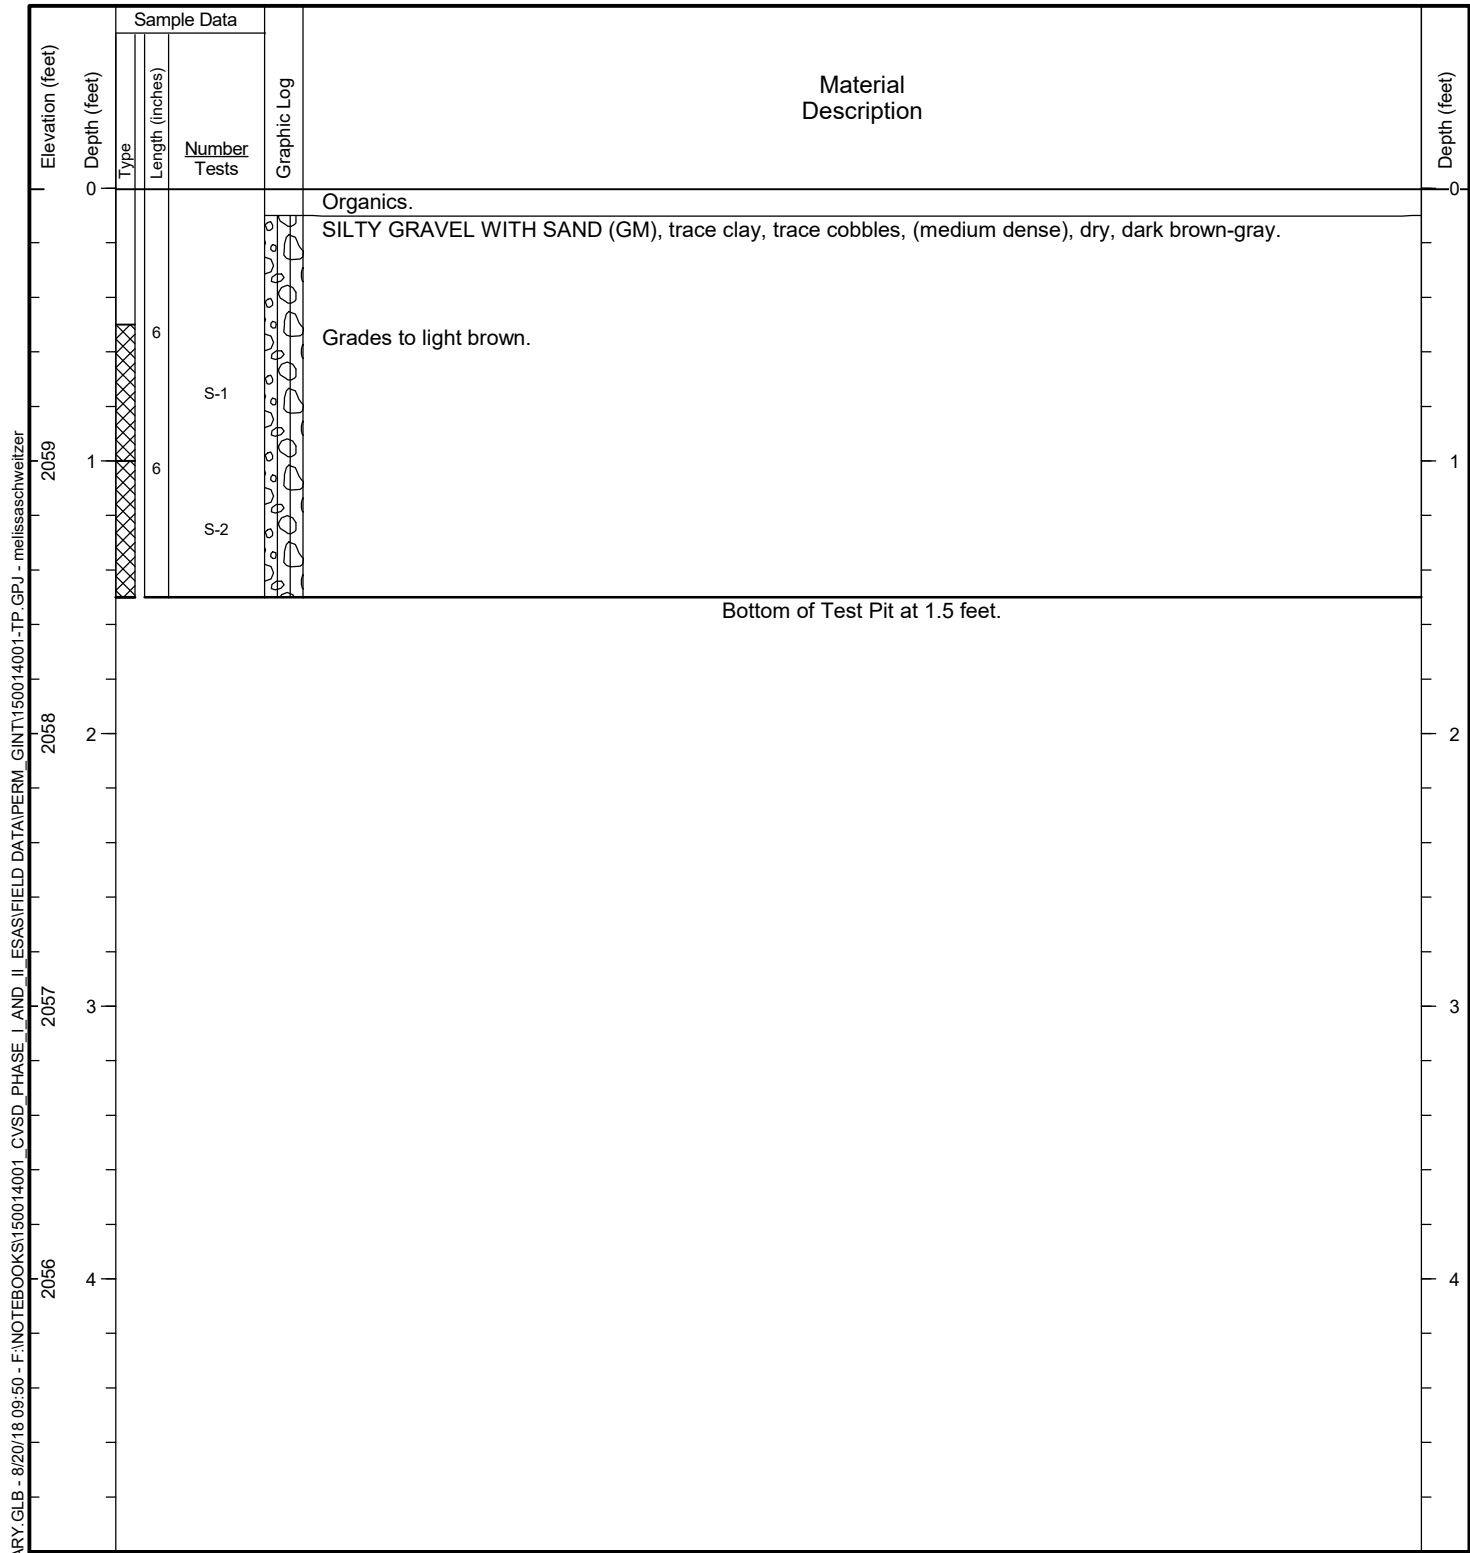 Sample Data
Elevation (feet)
Depth (feet)
Type
Length (inches)
Number
Tests
Graphic Log
Material
Description
Depth (feet)
0
0
Organics.
SILTY GRAVEL WITH SAND (GM), trace clay, trace cobbles, (medium dense), dry, dark brown-gray.
6
Grades to light brown.
S-1
2059
1
6
1
S-2
Bottom of Test Pit at 1.5 feet.
2058
2
2
2057
3
3
2056
4
4
ARY.GLB - 8/20/18 09:50 - F:\NOTEBOOKS\150014001_CVSD_PHASE_I_AND_II_ESAS\FIELD DATA\PERM_GINT\150014001-TP.GPJ - melissaschweitzer